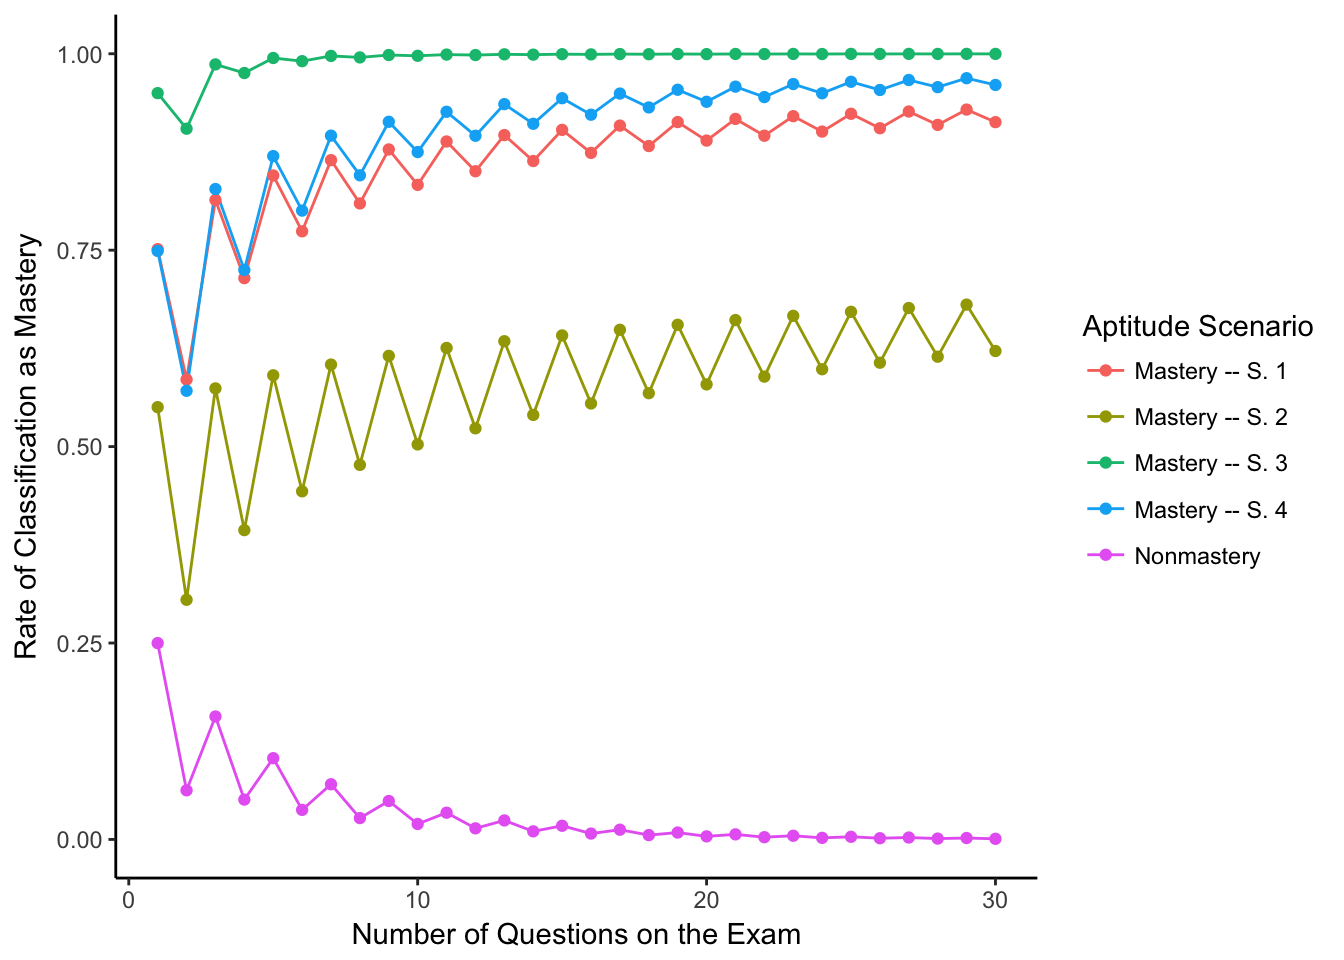 Rate of Classification as Mastery
1.00
0.75
0.50
0.25
0.00
0
10
20
30
Number of Questions on the Exam
Aptitude Scenario
Mastery -- S. 1
Mastery -- S. 2
Mastery -- S. 3
Mastery -- S. 4
Nonmastery